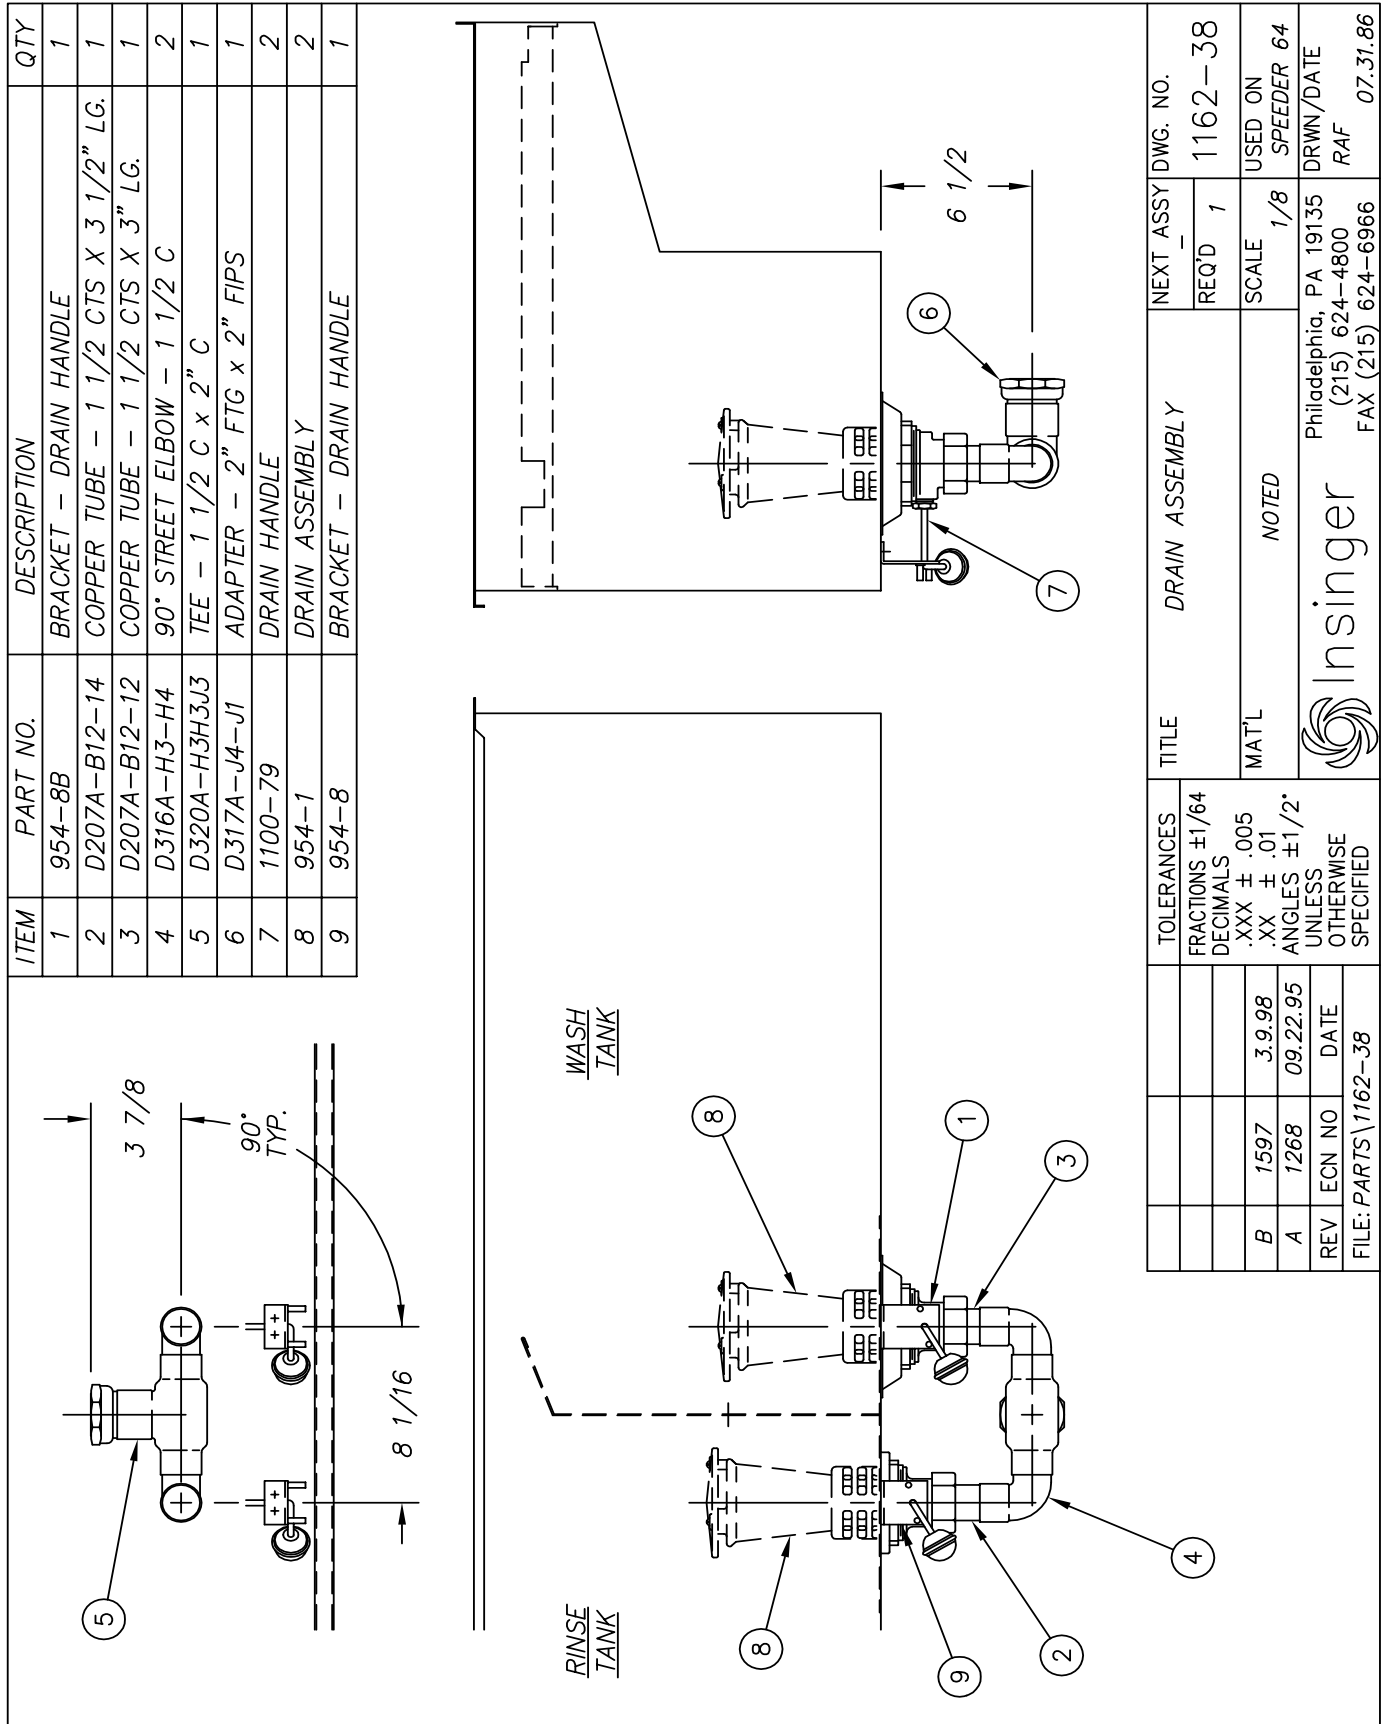 ITEM PART NO. DESCRIPTION QTY
1 954-8B BRACKET - DRAIN HANDLE 1
2 D207A-B12-14 COPPER TUBE - 1 1/2 CTS X 3 1/2" LG. 1
3 D207A-B12-12 COPPER TUBE - 1 1/2 CTS X 3" LG. 1
4 D316A-H3-H4 90° STREET ELBOW - 1 1/2 C 2
5 D320A-H3H3J3 TEE - 1 1/2 C x 2" C 1
6 D317A-J4-J1 ADAPTER - 2" FTG x 2" FIPS 1
7 1100-79 DRAIN HANDLE 2
8 954-1 DRAIN ASSEMBLY 2
9 954-8 BRACKET - DRAIN HANDLE 1
5
3 7/8
90°
TYP.
8 1/16
RINSE
TANK
WASH
TANK
8
8
9
2
4
1
3
6 1/2
6
7
B 1597 3.9.98
A 1268 09.22.95
REV ECN NO DATE
FILE: PARTS\1162-38
TOLERANCES
FRACTIONS ±1/64
DECIMALS
.XXX ± .005
.XX ± .01
ANGLES ±1/2°
UNLESS
OTHERWISE
SPECIFIED
TITLE
DRAIN ASSEMBLY
MAT'L
NOTED
Insinger
Philadelphia, PA 19135
(215) 624-4800
FAX (215) 624-6966
NEXT ASSY
-
REQ'D 1
SCALE
1/8
DWG. NO.
1162-38
USED ON
SPEEDER 64
DRWN/DATE
RAF 07.31.86